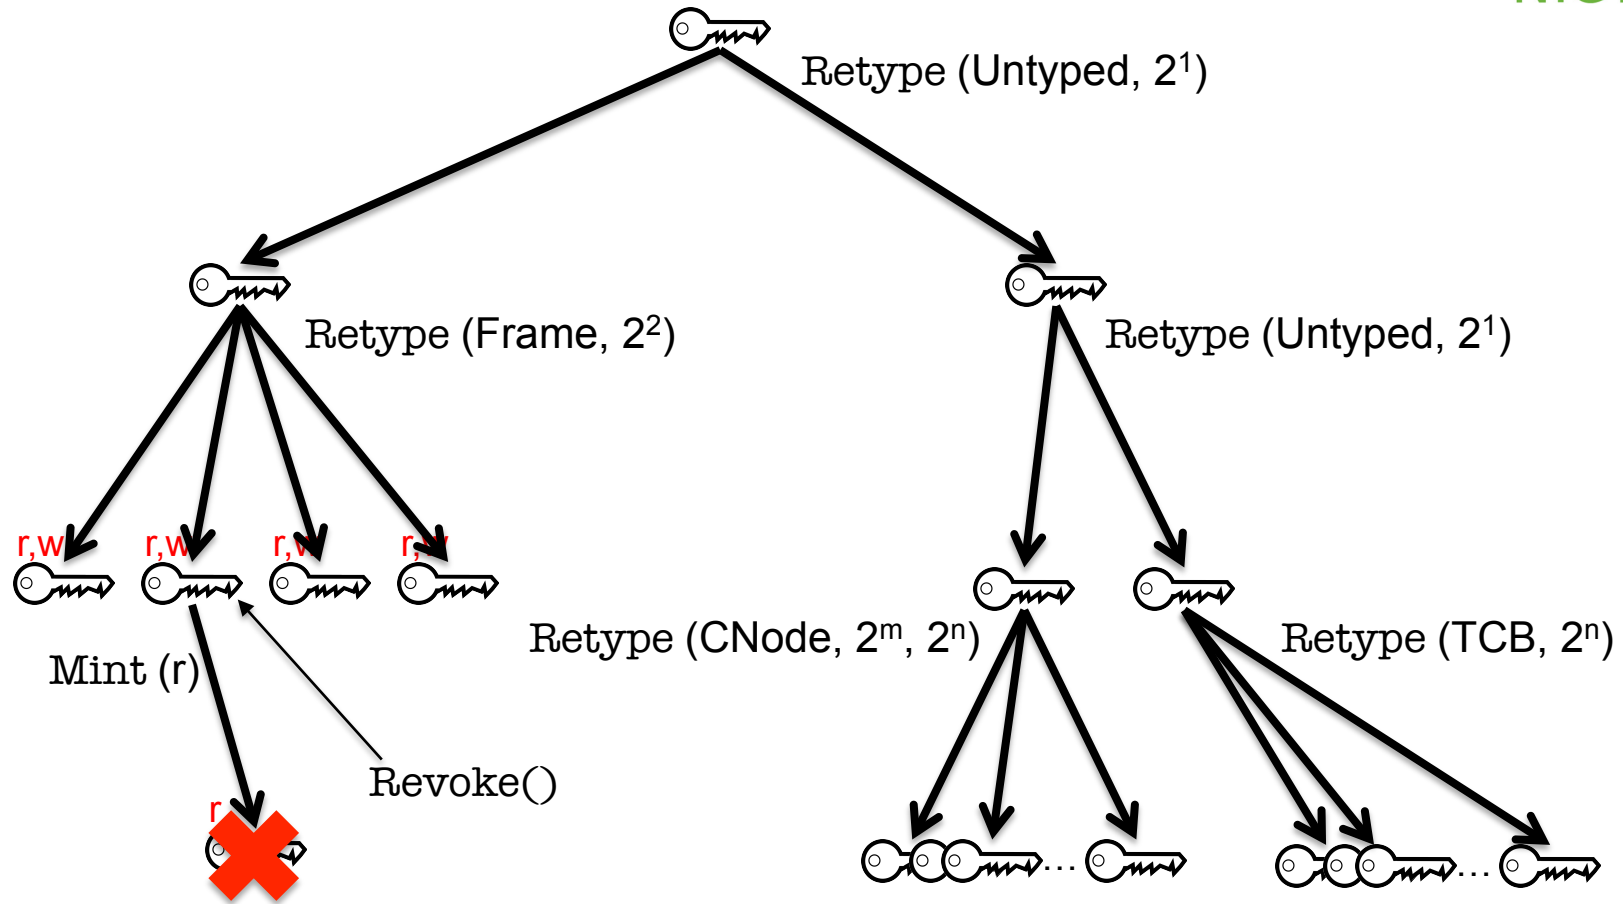 Retype (Untyped, 2¹)
Retype (Frame, 2²)
Retype (Untyped, 2¹)
r,w
r,w
r,w
r,w
Retype (CNode, 2ᵐ, 2ⁿ)
Retype (TCB, 2ⁿ)
Mint (r)
Revoke()
r
...
...